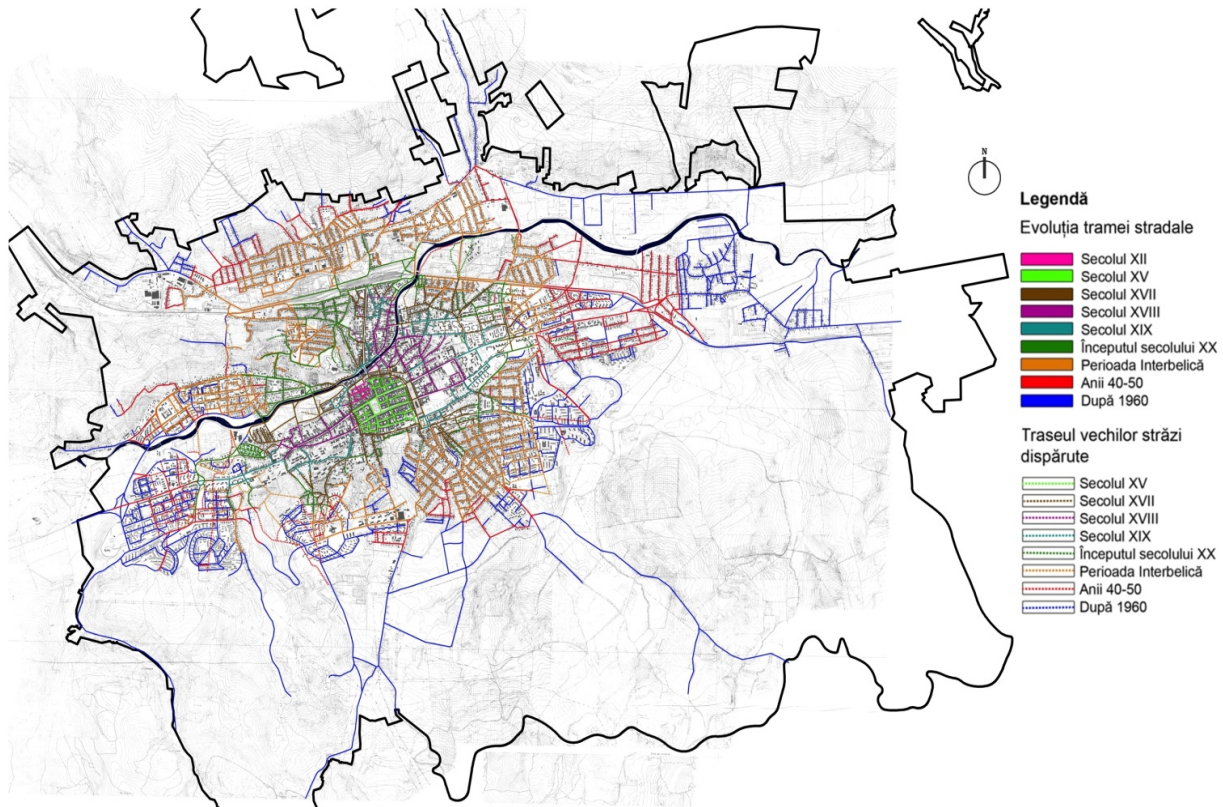 N
Legendă
Evoluția tramei stradale
Secolul XII
Secolul XV
Secolul XVII
Secolul XVIII
Secolul XIX
Începutul secolului XX
Perioada Interbelică
Anii 40-50
După 1960
Traseul vechilor străzi
dispărute
Secolul XV
Secolul XVII
Secolul XVIII
Secolul XIX
Începutul secolului XX
Perioada Interbelică
Anii 40-50
După 1960